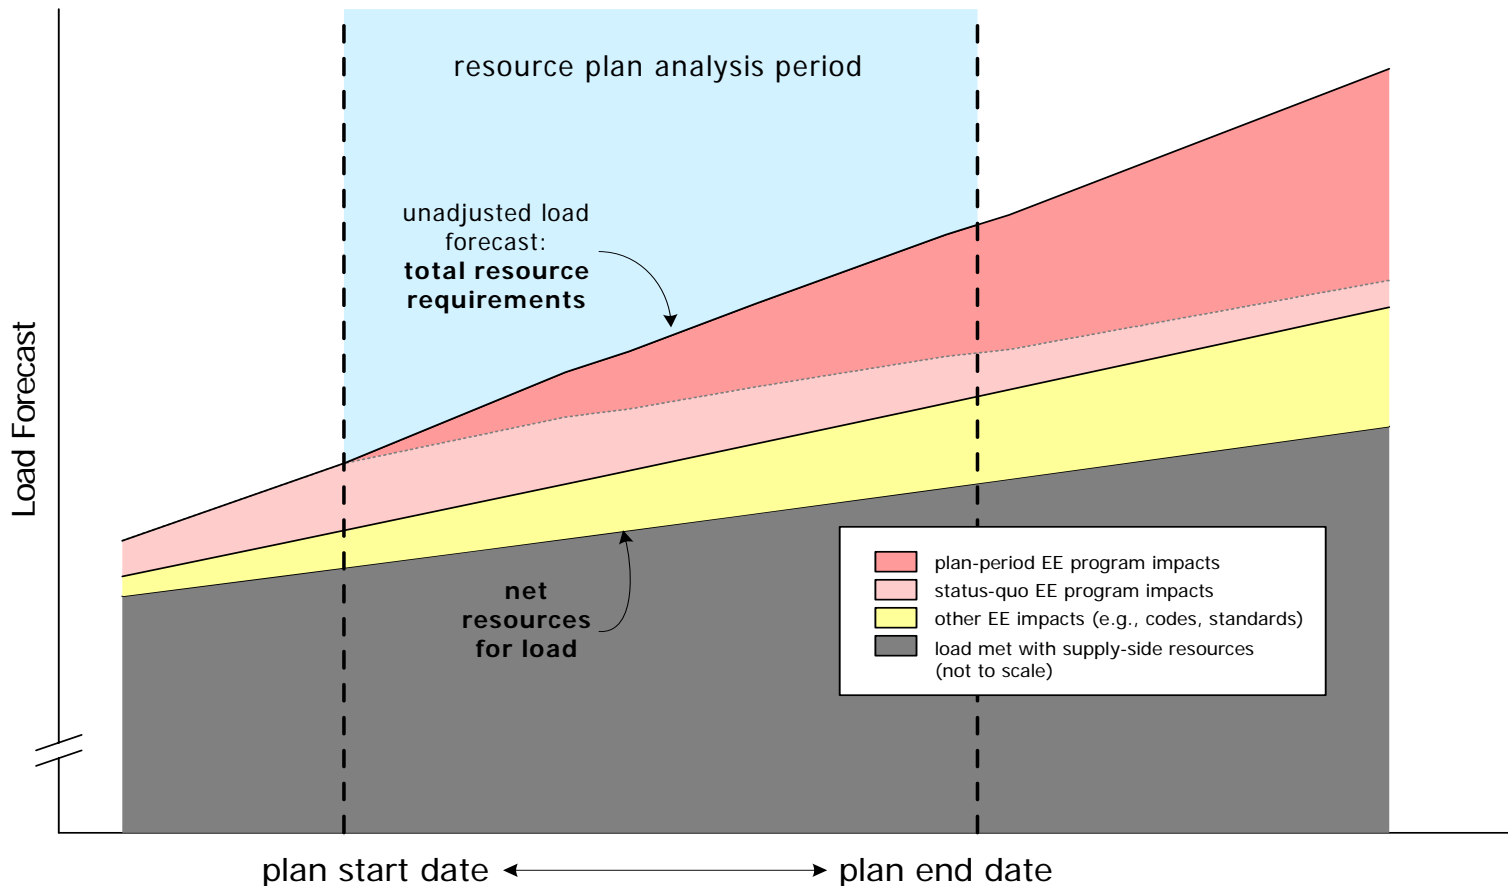 resource plan analysis period
unadjusted load
forecast:
total resource
requirements
Load Forecast
net
resources
for load
plan-period EE program impacts
status-quo EE program impacts
other EE impacts (e.g., codes, standards)
load met with supply-side resources
(not to scale)
plan start date
plan end date